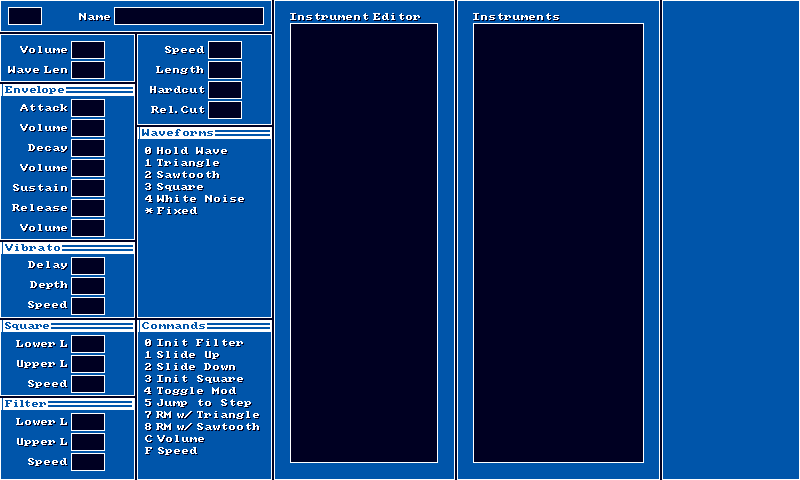 Name
Instrument Editor
Instruments
Volume
Wave Len
Speed
Length
Hardcut
Rel.Cut
Envelope
Attack
Volume
Decay
Volume
Sustain
Release
Volume
Waveforms
0 Hold Wave
1 Triangle
2 Sawtooth
3 Square
4 White Noise
* Fixed
Vibrato
Delay
Depth
Speed
Square
Lower L
Upper L
Speed
Filter
Lower L
Upper L
Speed
Commands
0 Init Filter
1 Slide Up
2 Slide Down
3 Init Square
4 Toggle Mod
5 Jump to Step
7 RM w/ Triangle
8 RM w/ Sawtooth
C Volume
F Speed